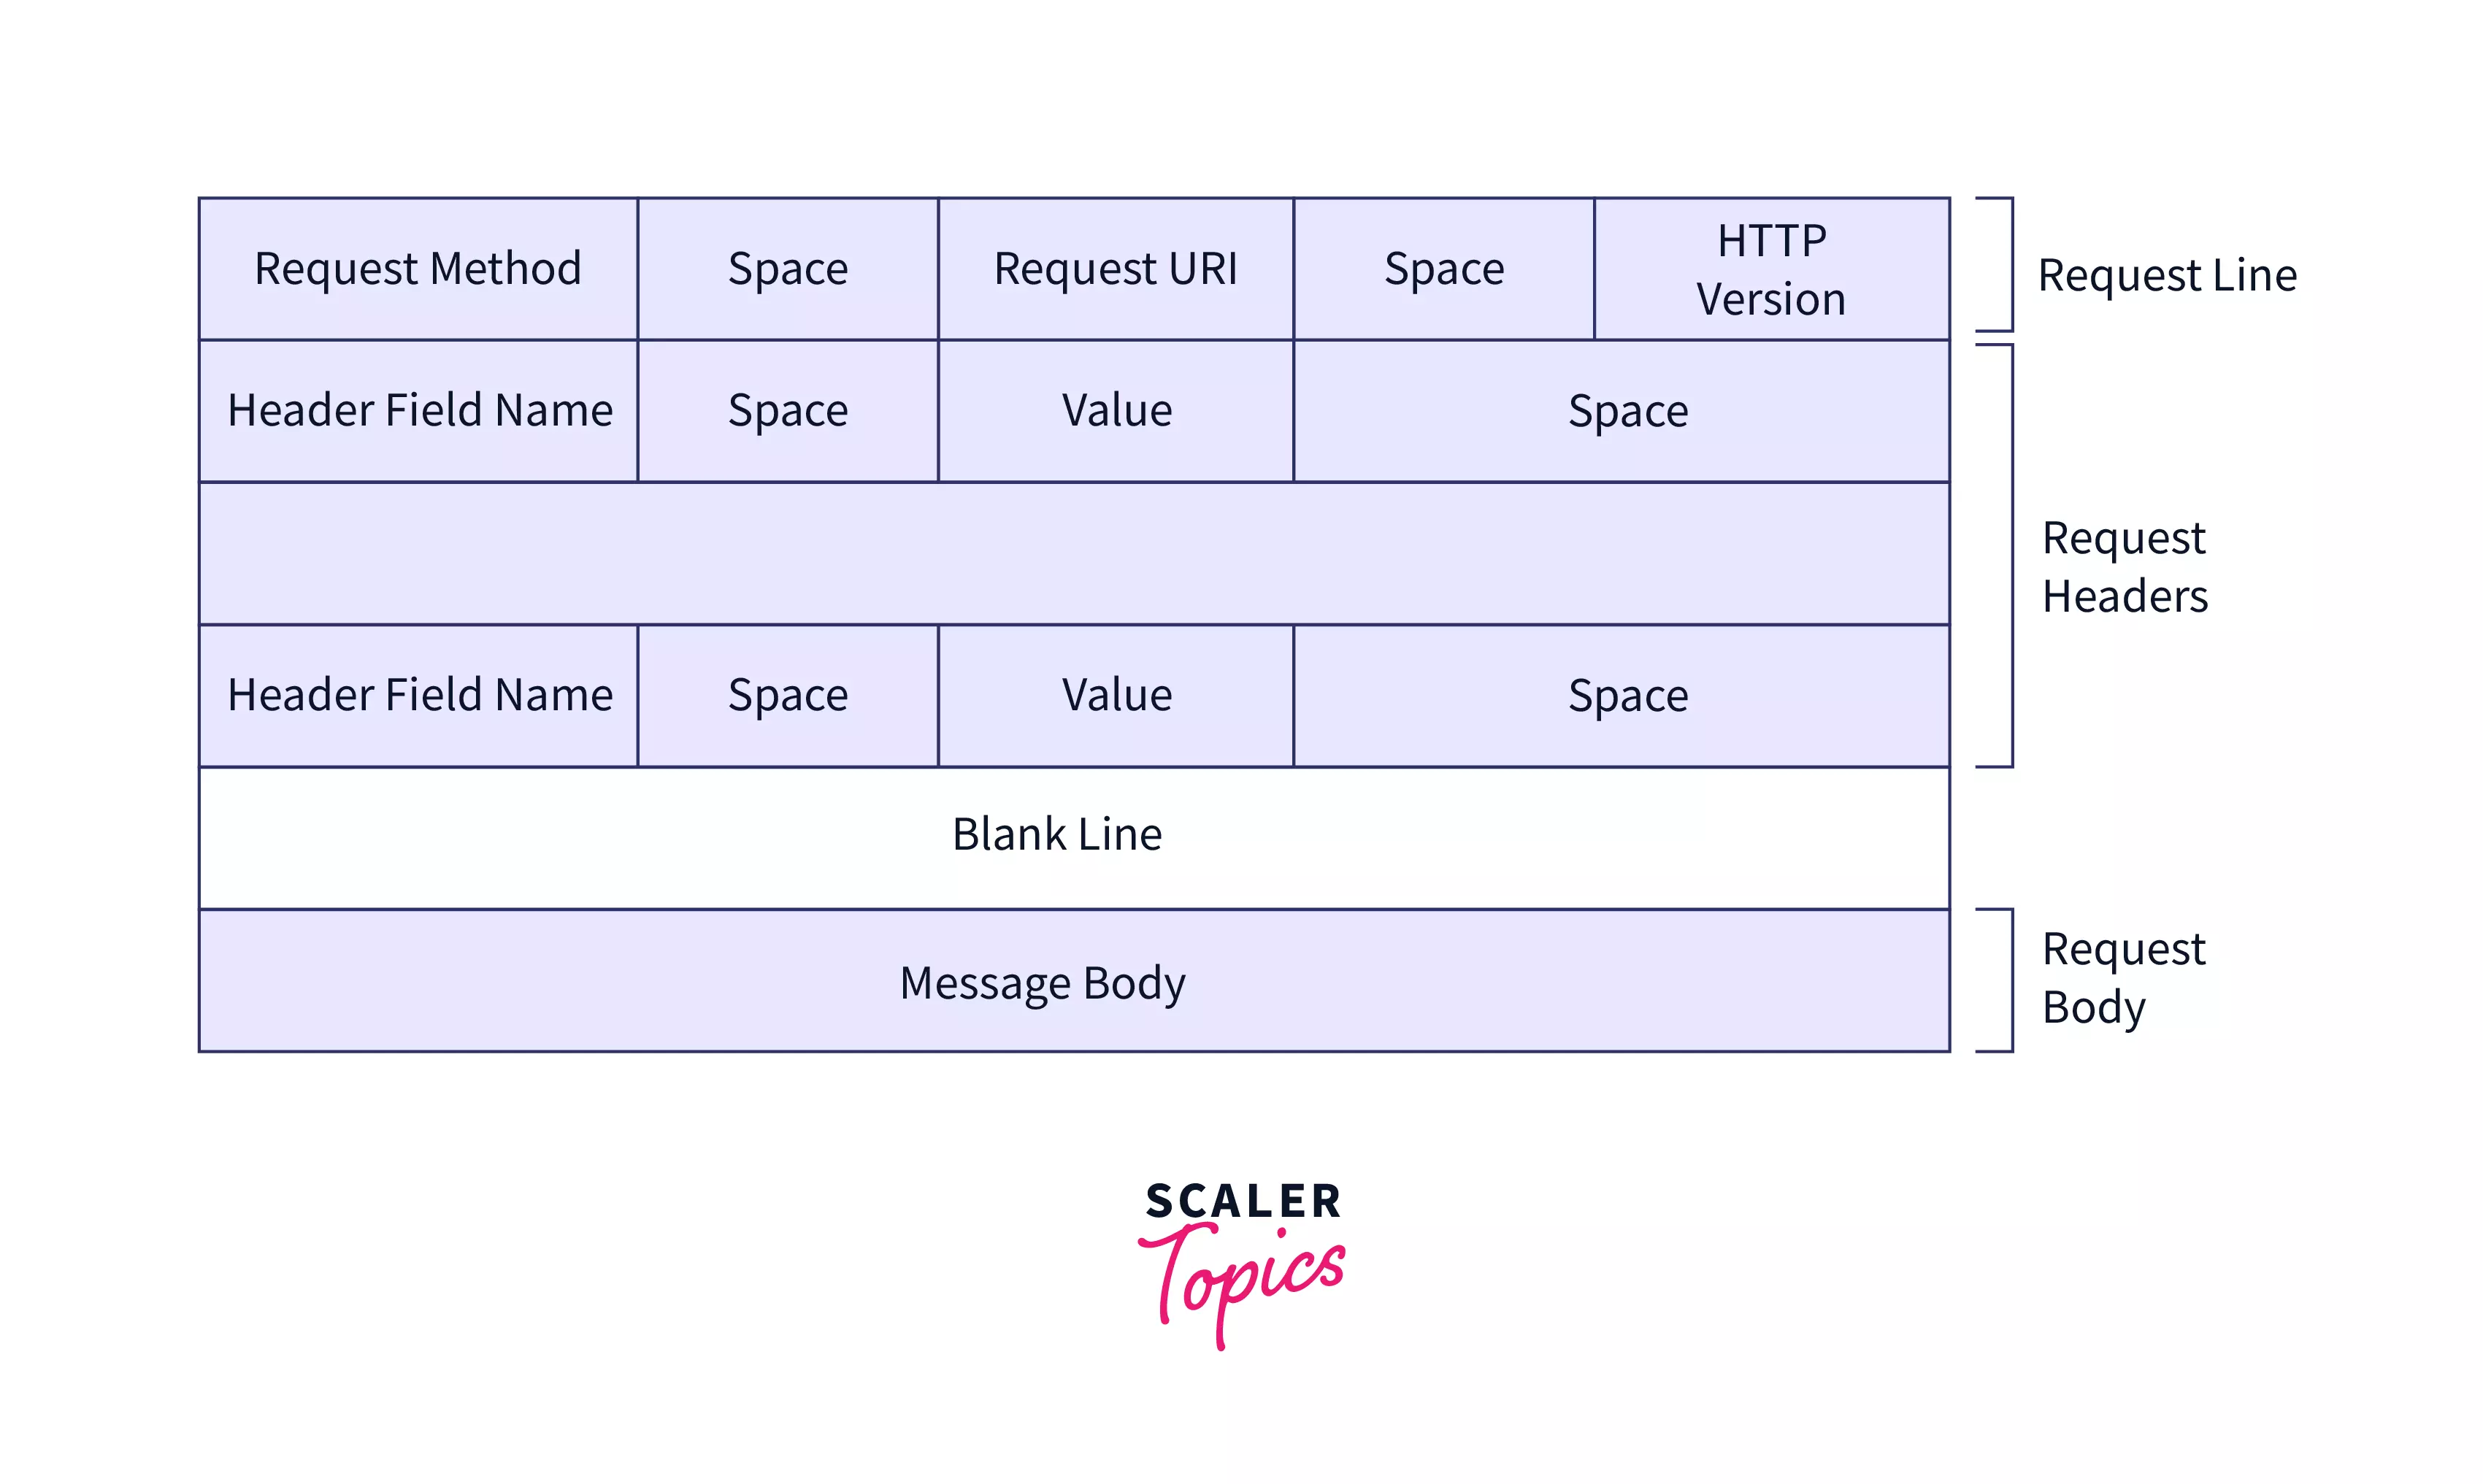 Request Method Space Request URI Space HTTP
Version
Request Line
Header Field Name Space Value Space
Request
Headers
Header Field Name Space Value Space
Blank Line
Message Body
Request
Body
SCALER
Topics